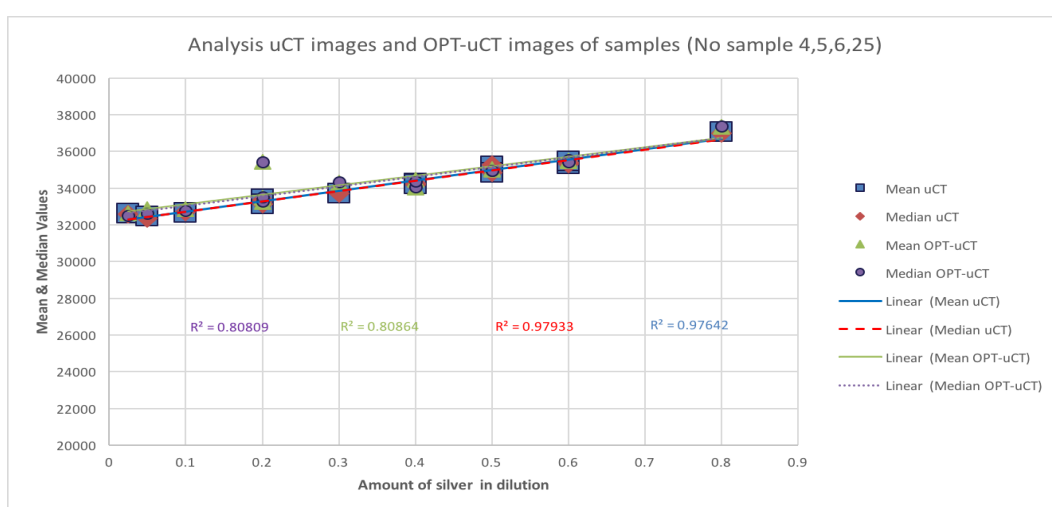 Analysis uCT images and OPT-uCT images of samples (No sample 4,5,6,25)
40000
38000
36000
34000
32000
30000
28000
26000
24000
22000
20000
Mean & Median Values
R² = 0.80809
R² = 0.80864
R² = 0.97933
R² = 0.97642
0 0.1 0.2 0.3 0.4 0.5 0.6 0.7 0.8 0.9
Amount of silver in dilution
Mean uCT
Median uCT
Mean OPT-uCT
Median OPT-uCT
Linear (Mean uCT)
Linear (Median uCT)
Linear (Mean OPT-uCT)
Linear (Median OPT-uCT)